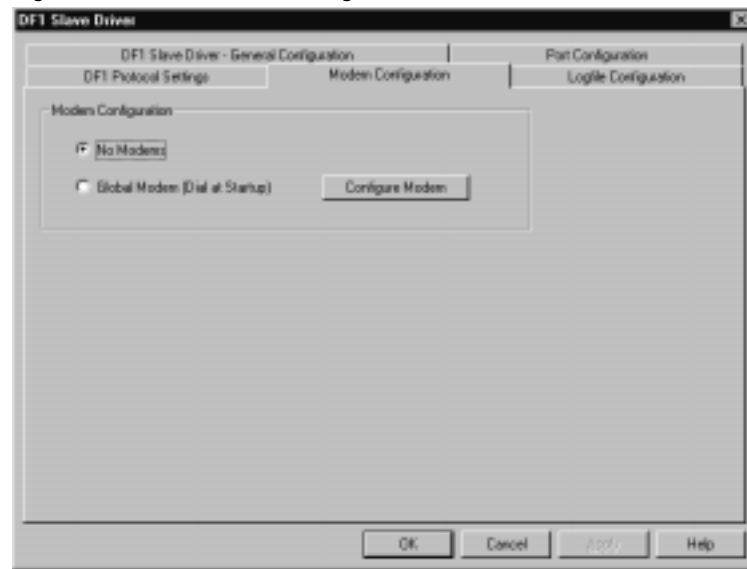 DF1 Slave Driver
DF1 Slave Driver - General Configuration
Port Configuration
DF1 Protocol Settings
Modem Configuration
Logfile Configuration
Modem Configuration
No Modems
Global Modem (Dial at Startup)
Configure Modem
OK
Cancel
Apply
Help